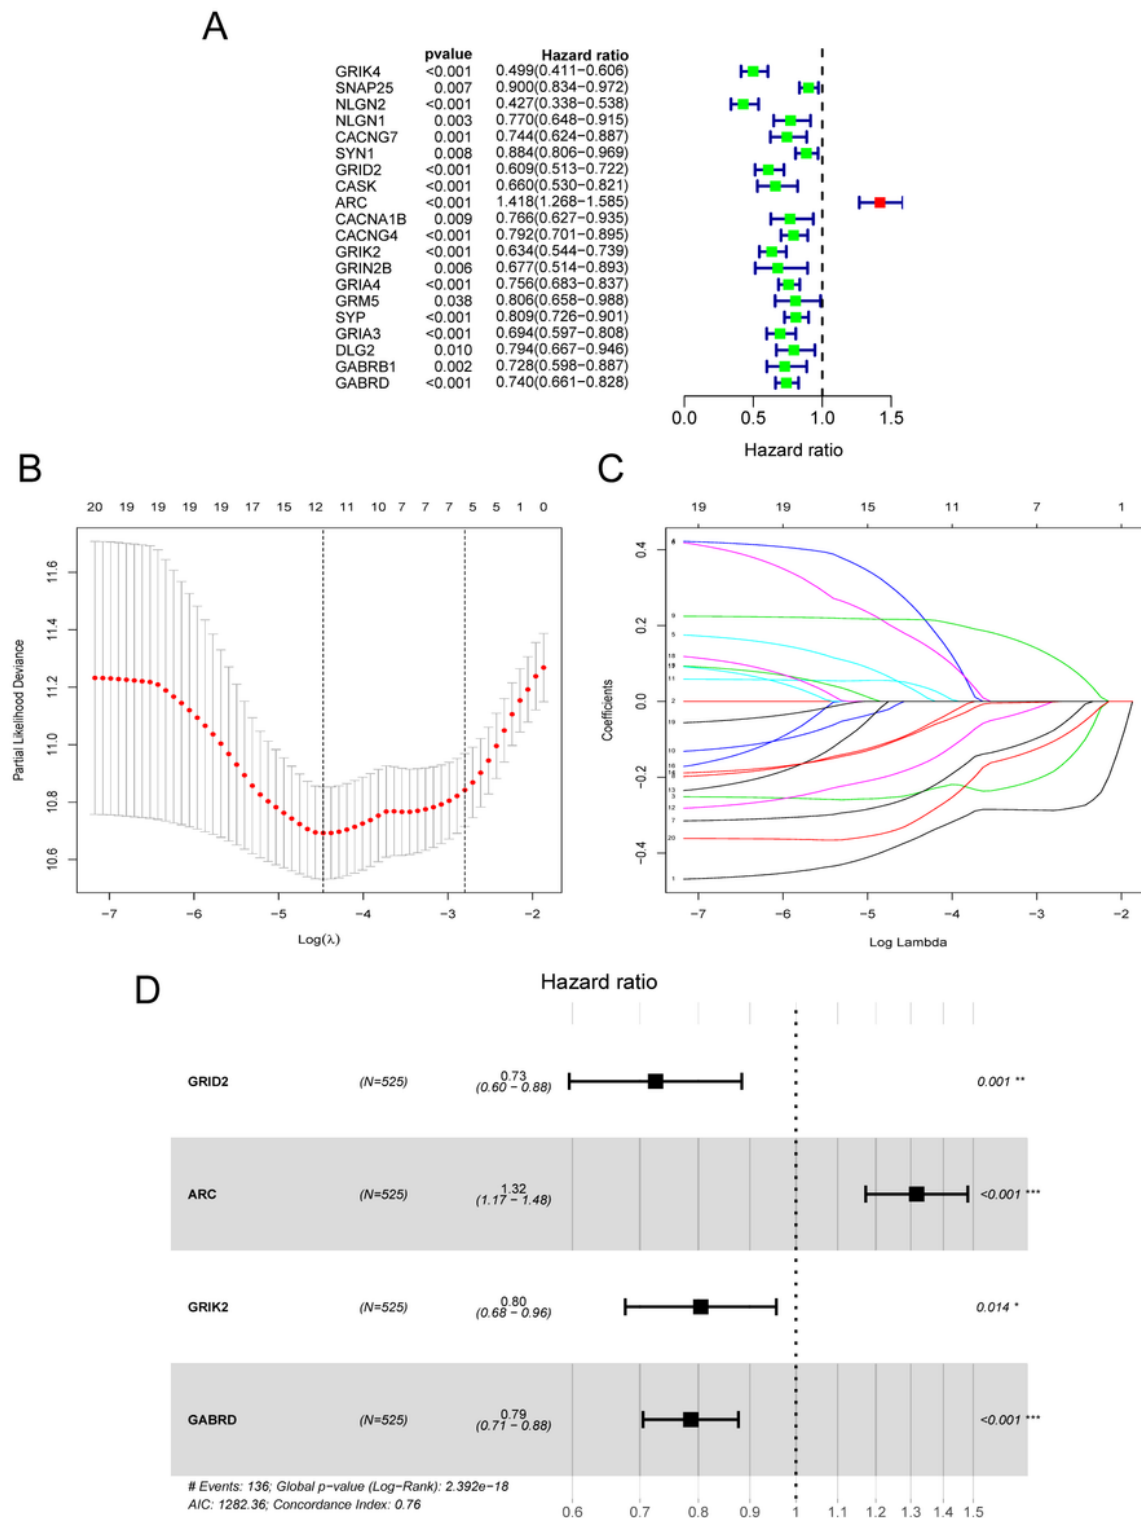 A
pvalue Hazard ratio
GRIK4 <0.001 0.499(0.411−0.606)
SNAP25 0.007 0.900(0.834−0.972)
NLGN2 <0.001 0.427(0.338−0.538)
NLGN1 0.003 0.770(0.648−0.915)
CACNG7 0.001 0.744(0.624−0.887)
SYN1 0.008 0.884(0.806−0.969)
GRID2 <0.001 0.609(0.513−0.722)
CASK <0.001 0.660(0.530−0.821)
ARC <0.001 1.418(1.268−1.585)
CACNA1B 0.009 0.766(0.627−0.935)
CACNG4 <0.001 0.792(0.701−0.895)
GRIK2 <0.001 0.634(0.544−0.739)
GRIN2B 0.006 0.677(0.514−0.893)
GRIA4 <0.001 0.756(0.683−0.837)
GRM5 0.038 0.806(0.658−0.988)
SYP <0.001 0.809(0.726−0.901)
GRIA3 <0.001 0.694(0.597−0.808)
DLG2 0.010 0.794(0.667−0.946)
GABRB1 0.002 0.728(0.598−0.887)
GABRD <0.001 0.740(0.661−0.828)
0.0 0.5 1.0 1.5
Hazard ratio
B
20 19 19 19 19 17 15 12 11 10 7 7 7 5 5 1 0
Partial Likelihood Deviance
11.6
11.4
11.2
11.0
10.8
10.6
−7 −6 −5 −4 −3 −2
Log(λ)
C
19 19 15 11 7 1
Coefficients
0.4
0.2
0.0
−0.2
−0.4
9
5
18
11
2
19
10
13
3
12
7
20
1
−7 −6 −5 −4 −3 −2
Log Lambda
D
Hazard ratio
GRID2 (N=525) 0.73 (0.60 − 0.88) 0.001 **
ARC (N=525) 1.32 (1.17 − 1.48) <0.001 ***
GRIK2 (N=525) 0.80 (0.68 − 0.96) 0.014 *
GABRD (N=525) 0.79 (0.71 − 0.88) <0.001 ***
# Events: 136; Global p−value (Log−Rank): 2.392e−18
AIC: 1282.36; Concordance Index: 0.76
0.6 0.7 0.8 0.9 1 1.1 1.2 1.3 1.4 1.5